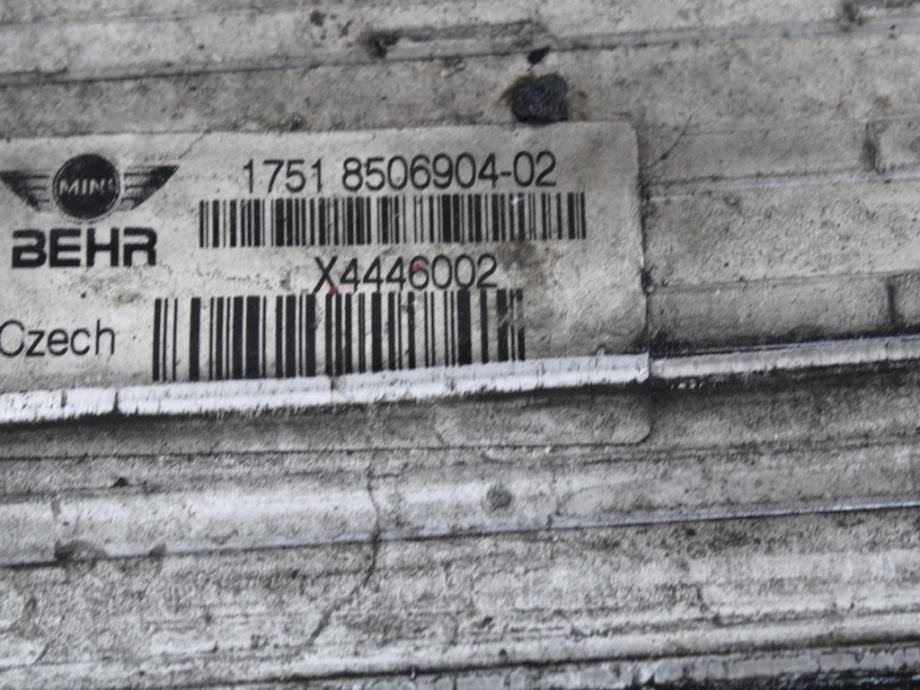 MINI
1751 8506904-02
BEHR
X4446002
Czech